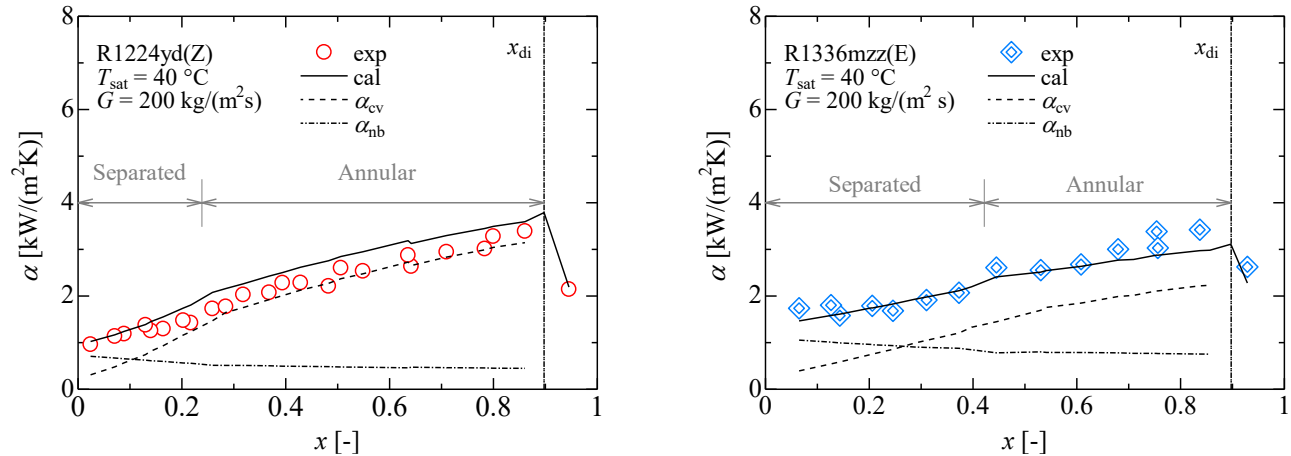 8
6
4
2
0
α [kW/(m²K)]
R1224yd(Z)
T_sat = 40 °C
G = 200 kg/(m²s)
exp
cal
α_cv
α_nb
x_di
Separated
Annular
0 0.2 0.4 0.6 0.8 1
x [-]
8
6
4
2
0
α [kW/(m²K)]
R1336mzz(E)
T_sat = 40 °C
G = 200 kg/(m² s)
exp
cal
α_cv
α_nb
x_di
Separated
Annular
0 0.2 0.4 0.6 0.8 1
x [-]